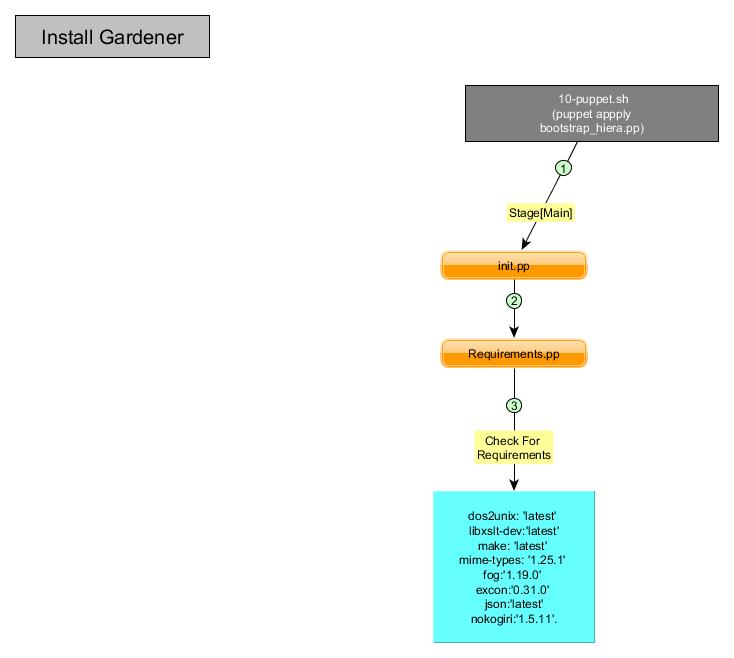 Install Gardener
10-puppet.sh
(puppet appply
bootstrap_hiera.pp)
1
Stage[Main]
init.pp
2
Requirements.pp
3
Check For
Requirements
dos2unix: 'latest'
libxslt-dev:'latest'
make: 'latest'
mime-types: '1.25.1'
fog:'1.19.0'
excon:'0.31.0'
json:'latest'
nokogiri:'1.5.11'.